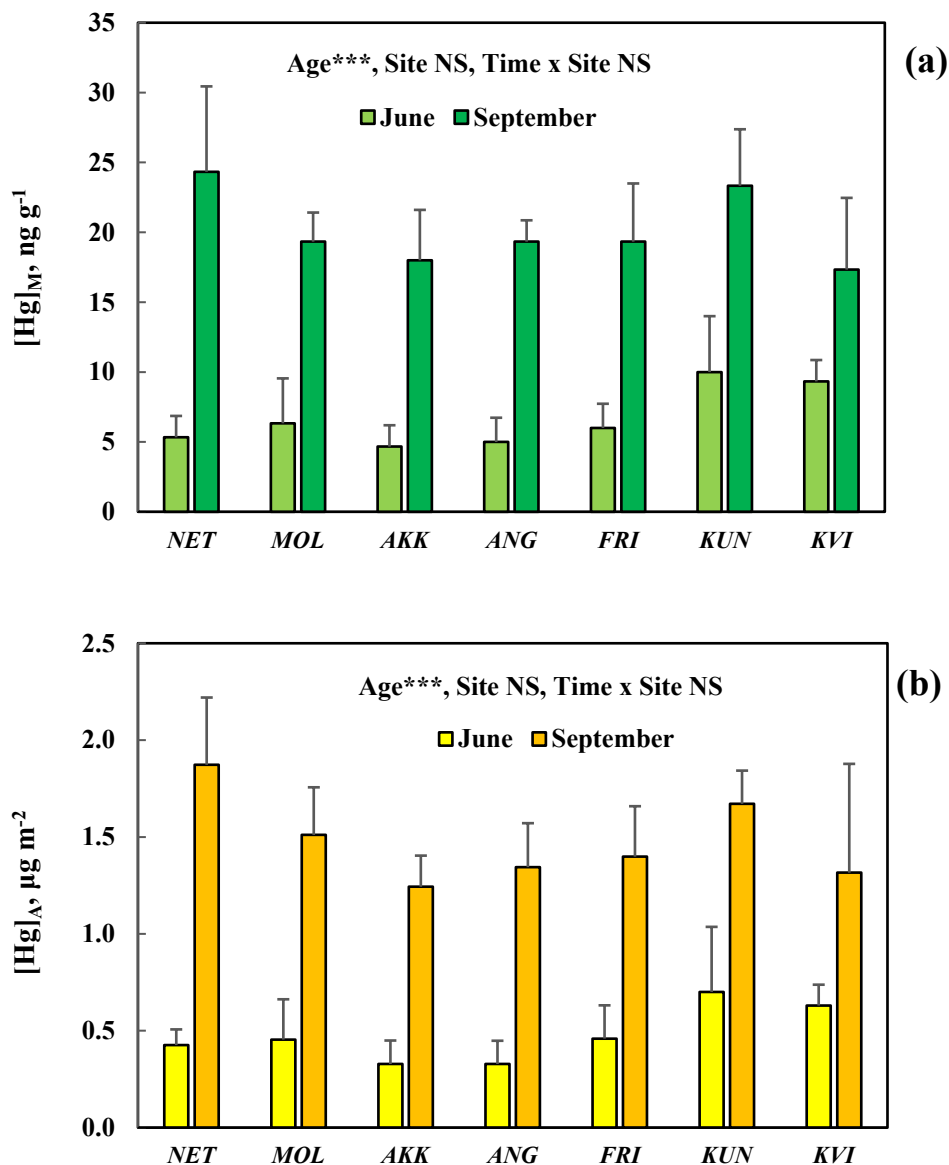 35
(a)
Age***, Site NS, Time x Site NS
30
June September
25
[Hg]M, ng g-1
20
15
10
5
0
NET MOL AKK ANG FRI KUN KVI
2.5
(b)
Age***, Site NS, Time x Site NS
June September
2.0
[Hg]A, µg m-2
1.5
1.0
0.5
0.0
NET MOL AKK ANG FRI KUN KVI